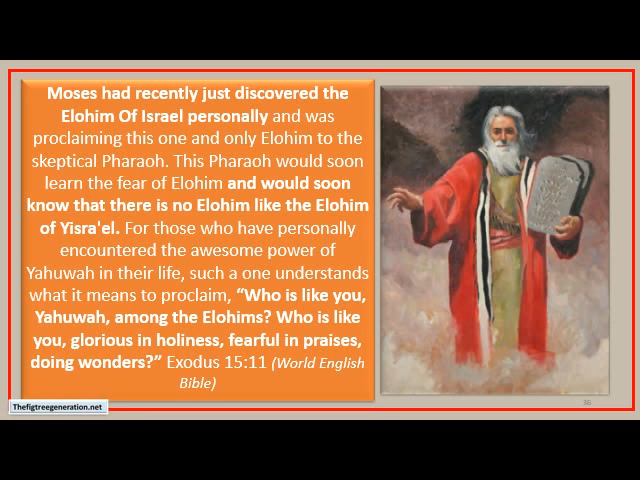 Moses had recently just discovered the
Elohim Of Israel personally and was
proclaiming this one and only Elohim to the
skeptical Pharaoh. This Pharaoh would soon
learn the fear of Elohim and would soon
know that there is no Elohim like the Elohim
of Yisra'el. For those who have personally
encountered the awesome power of
Yahuwah in their life, such a one understands
what it means to proclaim, “Who is like you,
Yahuwah, among the Elohims? Who is like
you, glorious in holiness, fearful in praises,
doing wonders?” Exodus 15:11 (World English
Bible)
Thefigtreegeneration.net
36